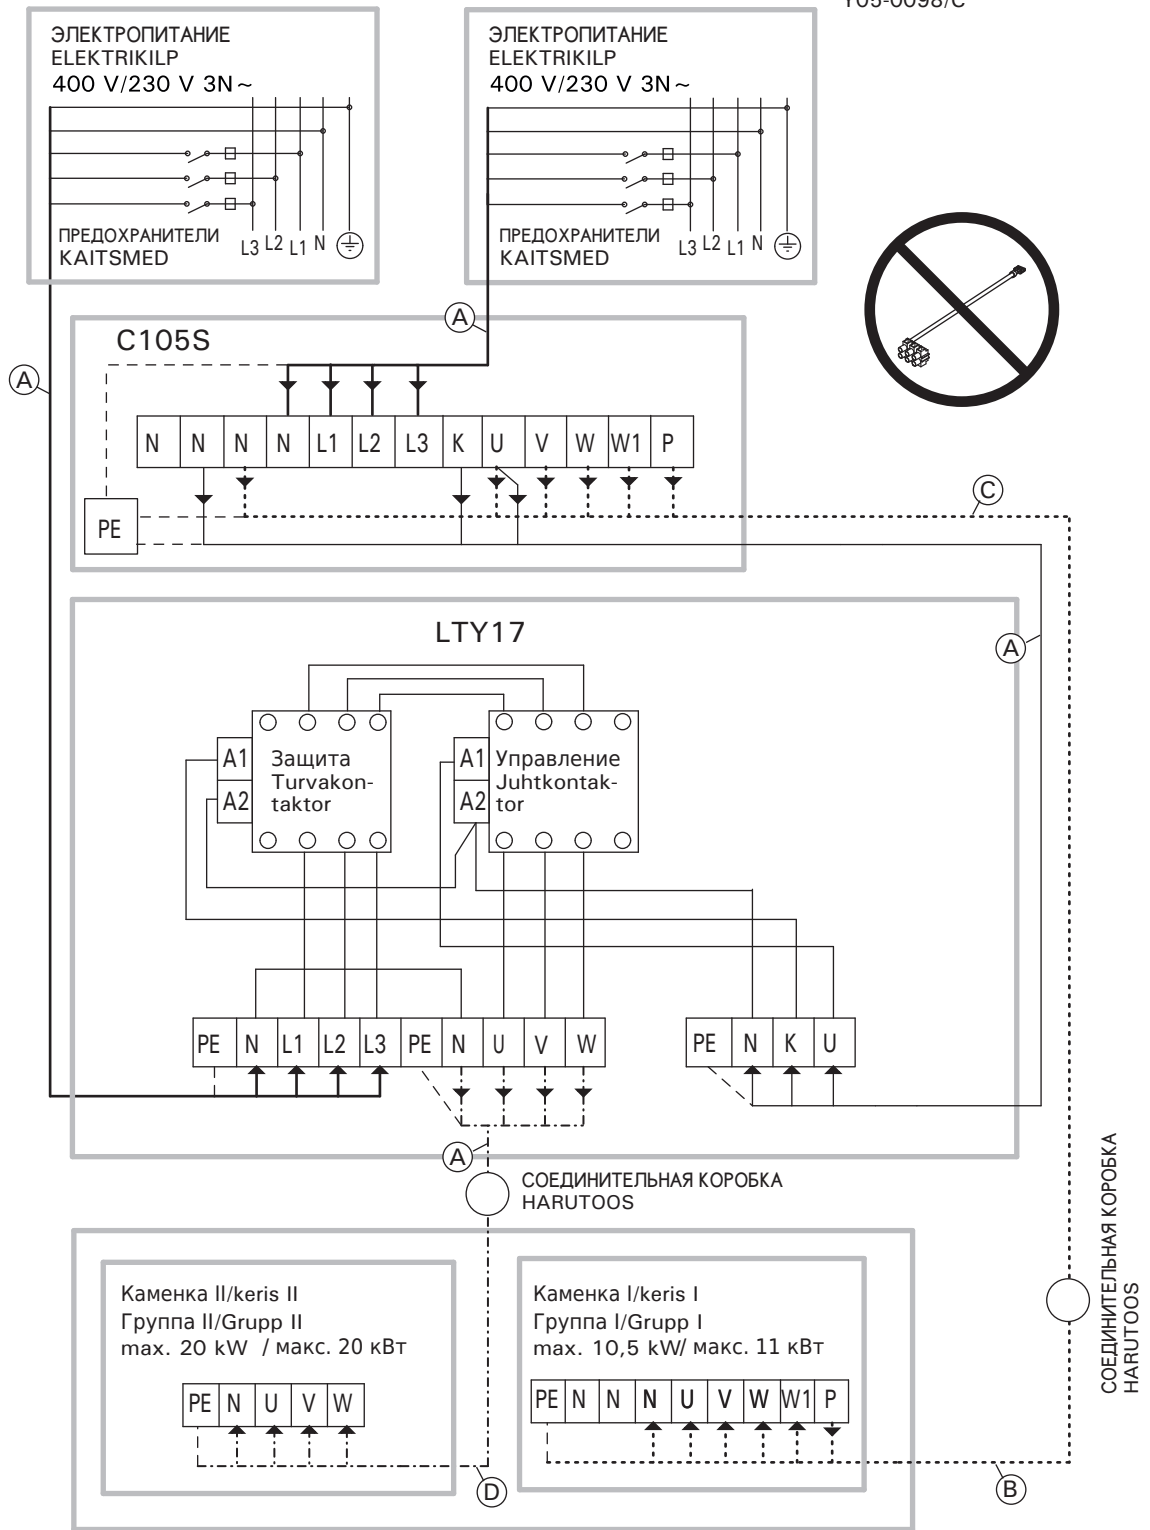 Y05-0098/C
ЭЛЕКТРОПИТАНИЕ
ELEKTRIKILP
400 V/230 V 3N~
ПРЕДОХРАНИТЕЛИ
KAITSMED
L3 L2 L1 N
ЭЛЕКТРОПИТАНИЕ
ELEKTRIKILP
400 V/230 V 3N~
ПРЕДОХРАНИТЕЛИ
KAITSMED
L3 L2 L1 N
A
A
C105S
N N N N L1 L2 L3 K U V W W1 P
PE
C
LTY17
A
A1
A2
Защита
Turvakon-
taktor
A1
A2
Управление
Juhtkontak-
tor
PE N L1 L2 L3 PE N U V W
PE N K U
A
СОЕДИНИТЕЛЬНАЯ КОРОБКА
HARUTOOS
СОЕДИНИТЕЛЬНАЯ КОРОБКА
HARUTOOS
Каменка II/keris II
Группа II/Grupp II
max. 20 kW / макс. 20 кВт
PE N U V W
D
Каменка I/keris I
Группа I/Grupp I
max. 10,5 kW/ макс. 11 кВт
PE N N N U V W W1 P
B